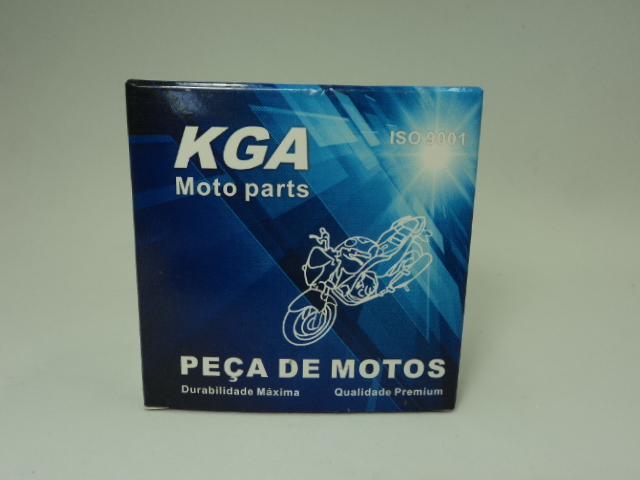 KGA
ISO 9001
Moto parts
PEÇA DE MOTOS
Durabilidade Máxima Qualidade Premium